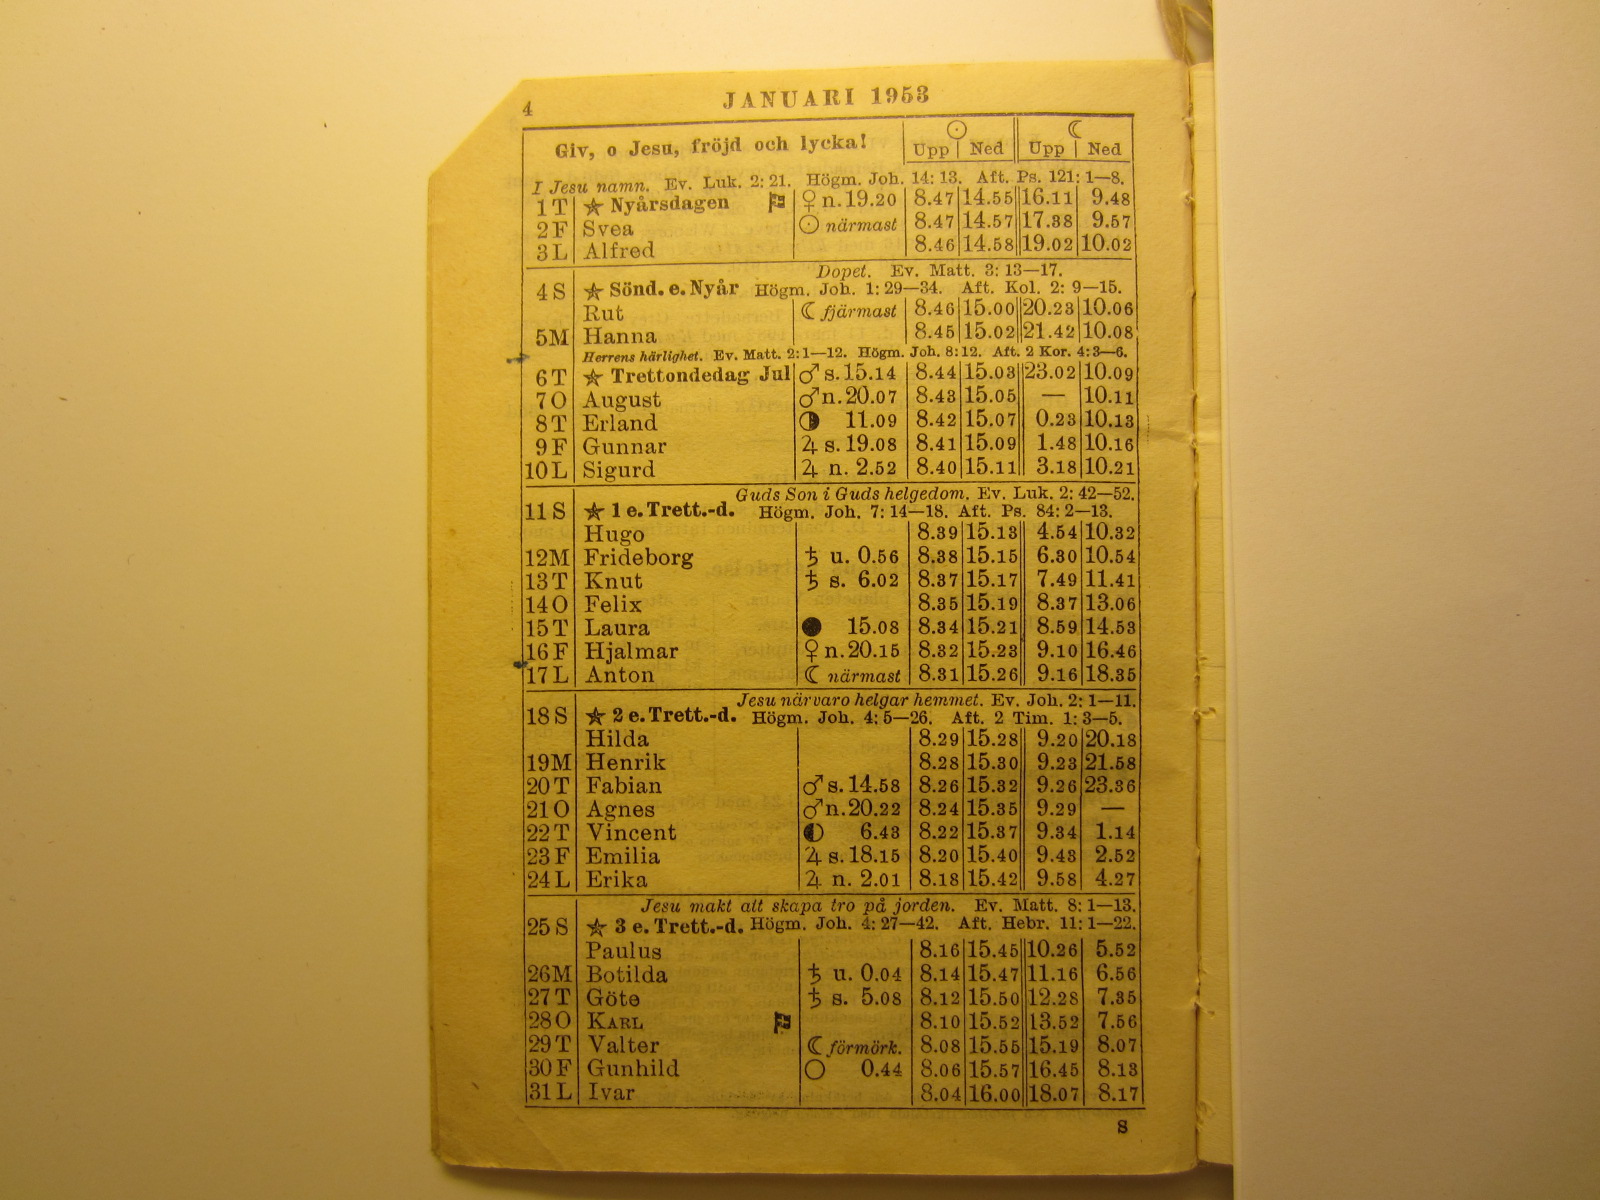 4
JANUARI 1953
Giv, o Jesu, fröjd och lycka!
☉ ☾
Upp Ned Upp Ned
I Jesu namn. Ev. Luk. 2: 21. Högm. Joh. 14: 13. Aft. Ps. 121: 1—8.
1 T ★ Nyårsdagen ♀ n. 19.20 8.47 14.55 16.11 9.48
2 F Svea ☉ närmast 8.47 14.57 17.38 9.57
3 L Alfred 8.46 14.58 19.02 10.02
Dopet. Ev. Matt. 3: 13—17.
4 S ★ Sönd. e. Nyår Högm. Joh. 1: 29—34. Aft. Kol. 2: 9—15.
Rut ☾ fjärmast 8.46 15.00 20.23 10.06
5 M Hanna 8.45 15.02 21.42 10.08
Herrens härlighet. Ev. Matt. 2: 1—12. Högm. Joh. 8: 12. Aft. 2 Kor. 4: 3—6.
6 T ★ Trettondedag Jul ♂ s. 15.14 8.44 15.03 23.02 10.09
7 O August ♂ n. 20.07 8.43 15.05 — 10.11
8 T Erland ◑ 11.09 8.42 15.07 0.23 10.13
9 F Gunnar ♃ s. 19.08 8.41 15.09 1.48 10.16
10 L Sigurd ♃ n. 2.52 8.40 15.11 3.18 10.21
Guds Son i Guds helgedom. Ev. Luk. 2: 42—52.
11 S ★ 1 e. Trett.-d. Högm. Joh. 7: 14—18. Aft. Ps. 84: 2—13.
Hugo 8.39 15.13 4.54 10.32
12 M Frideborg ♄ u. 0.56 8.38 15.15 6.30 10.54
13 T Knut ♄ s. 6.02 8.37 15.17 7.49 11.41
14 O Felix 8.35 15.19 8.37 13.06
15 T Laura ● 15.08 8.34 15.21 8.59 14.53
16 F Hjalmar ♀ n. 20.15 8.32 15.23 9.10 16.46
17 L Anton ☾ närmast 8.31 15.26 9.16 18.35
Jesu närvaro helgar hemmet. Ev. Joh. 2: 1—11.
18 S ★ 2 e. Trett.-d. Högm. Joh. 4: 5—26. Aft. 2 Tim. 1: 3—5.
Hilda 8.29 15.28 9.20 20.18
19 M Henrik 8.28 15.30 9.23 21.58
20 T Fabian ♂ s. 14.58 8.26 15.32 9.26 23.36
21 O Agnes ♂ n. 20.22 8.24 15.35 9.29 —
22 T Vincent ◐ 6.43 8.22 15.37 9.34 1.14
23 F Emilia ♃ s. 18.15 8.20 15.40 9.43 2.52
24 L Erika ♃ n. 2.01 8.18 15.42 9.58 4.27
Jesu makt att skapa tro på jorden. Ev. Matt. 8: 1—13.
25 S ★ 3 e. Trett.-d. Högm. Joh. 4: 27—42. Aft. Hebr. 11: 1—22.
Paulus 8.16 15.45 10.26 5.52
26 M Botilda ♄ u. 0.04 8.14 15.47 11.16 6.56
27 T Göte ♄ s. 5.08 8.12 15.50 12.28 7.35
28 O KARL 8.10 15.52 13.52 7.56
29 T Valter ☾ förmörk. 8.08 15.55 15.19 8.07
30 F Gunhild ○ 0.44 8.06 15.57 16.45 8.13
31 L Ivar 8.04 16.00 18.07 8.17
S